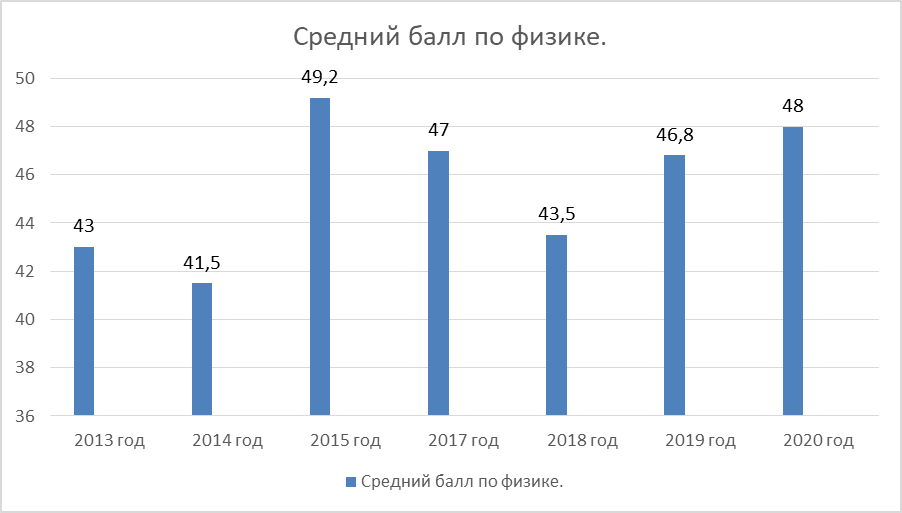 Средний балл по физике.
50
48
46
44
42
40
38
36
43
41,5
49,2
47
43,5
46,8
48
2013 год
2014 год
2015 год
2017 год
2018 год
2019 год
2020 год
Средний балл по физике.